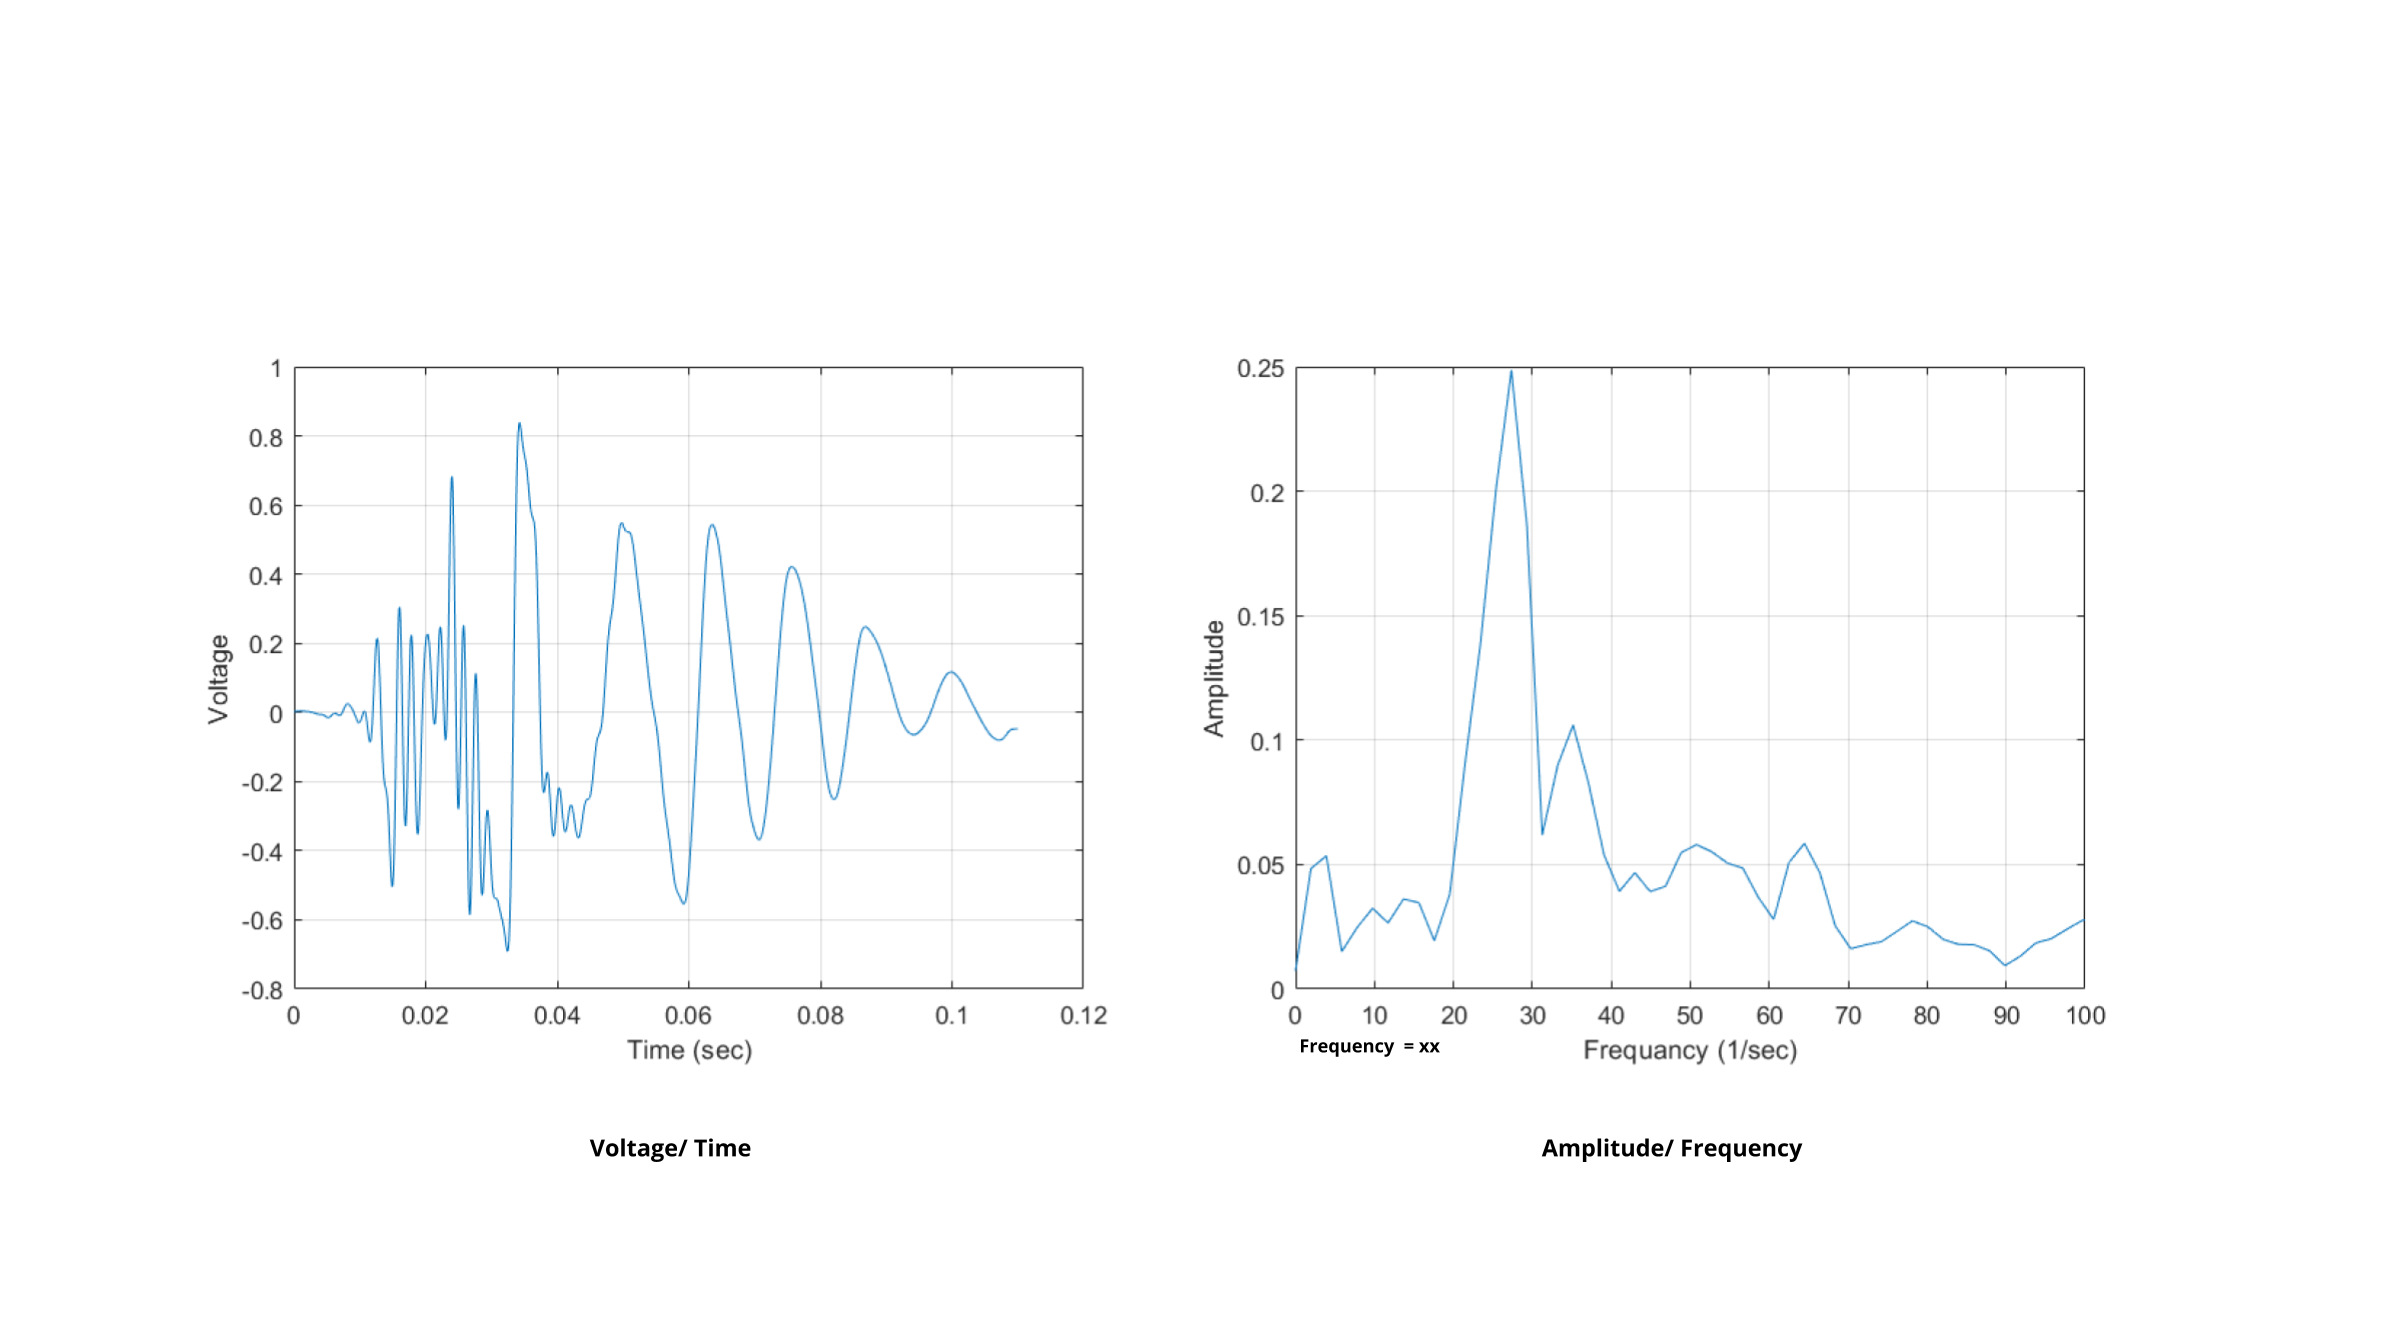 1
0.8
0.6
0.4
0.2
0
-0.2
-0.4
-0.6
-0.8
Voltage
0 0.02 0.04 0.06 0.08 0.1 0.12
Time (sec)
Voltage/ Time
0.25
0.2
0.15
0.1
0.05
0
Amplitude
0 10 20 30 40 50 60 70 80 90 100
Frequency = xx
Frequancy (1/sec)
Amplitude/ Frequency